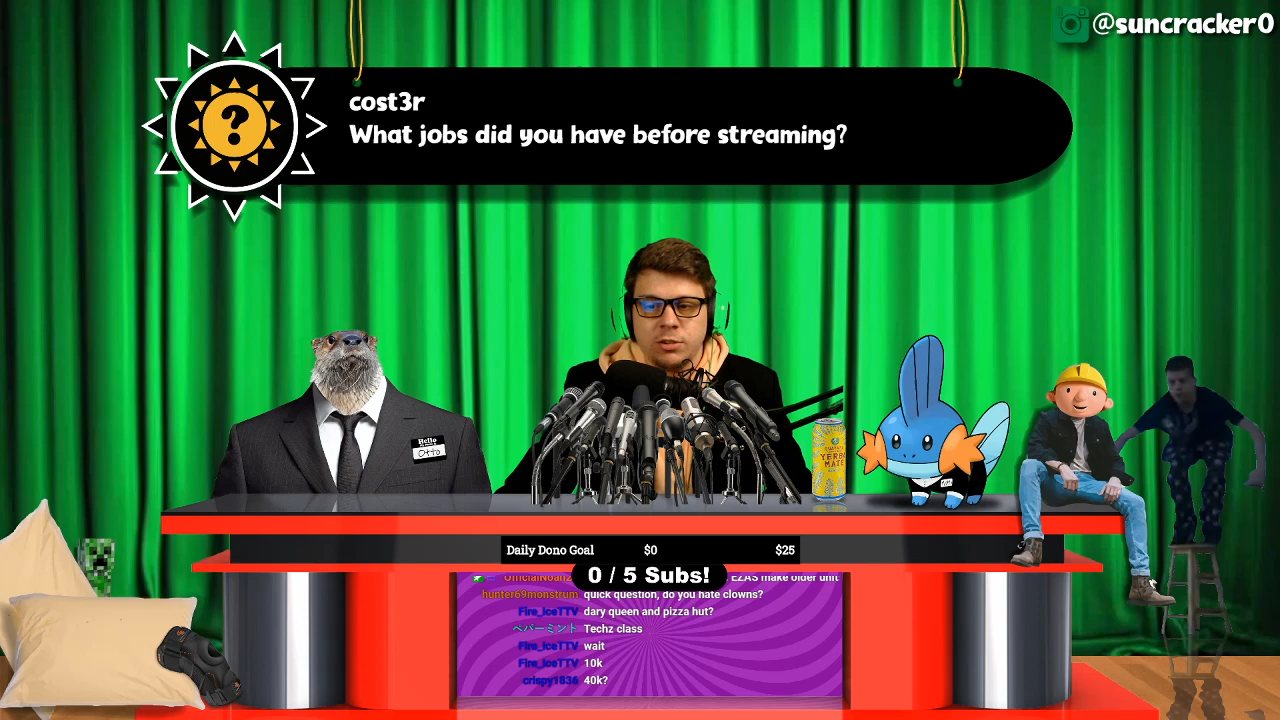 @suncracker0
?
cost3r
What jobs did you have before streaming?
Hello
Otto
YERBA
MATE
Daily Dono Goal $0 $25
0 / 5 Subs!
EZAS make older unit
hunter69monstrum quick question, do you hate clowns?
Fire_IceTTV dary queen and pizza hut?
ペパーミント Techz class
Fire_IceTTV wait
Fire_IceTTV 10k
crispy1836 40k?